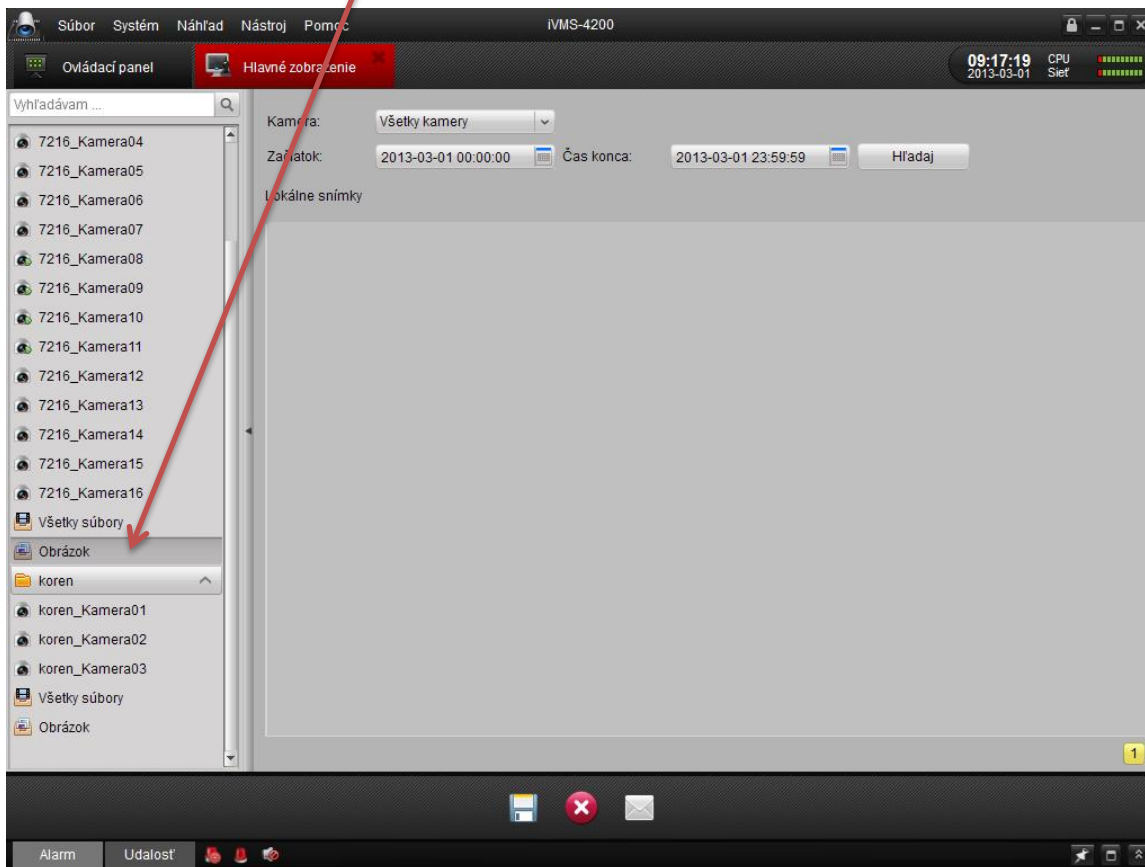 Súbor Systém Náhľad Nástroj Pomoc iVMS-4200
Ovládací panel Hlavné zobrazenie 09:17:19 CPU
2013-03-01 Sieť
Vyhľadávam ...
Kamera: Všetky kamery
Začiatok: 2013-03-01 00:00:00 Čas konca: 2013-03-01 23:59:59 Hľadaj
Lokálne snímky
7216_Kamera04
7216_Kamera05
7216_Kamera06
7216_Kamera07
7216_Kamera08
7216_Kamera09
7216_Kamera10
7216_Kamera11
7216_Kamera12
7216_Kamera13
7216_Kamera14
7216_Kamera15
7216_Kamera16
Všetky súbory
Obrázok
koren
koren_Kamera01
koren_Kamera02
koren_Kamera03
Všetky súbory
Obrázok
1
Alarm Udalosť